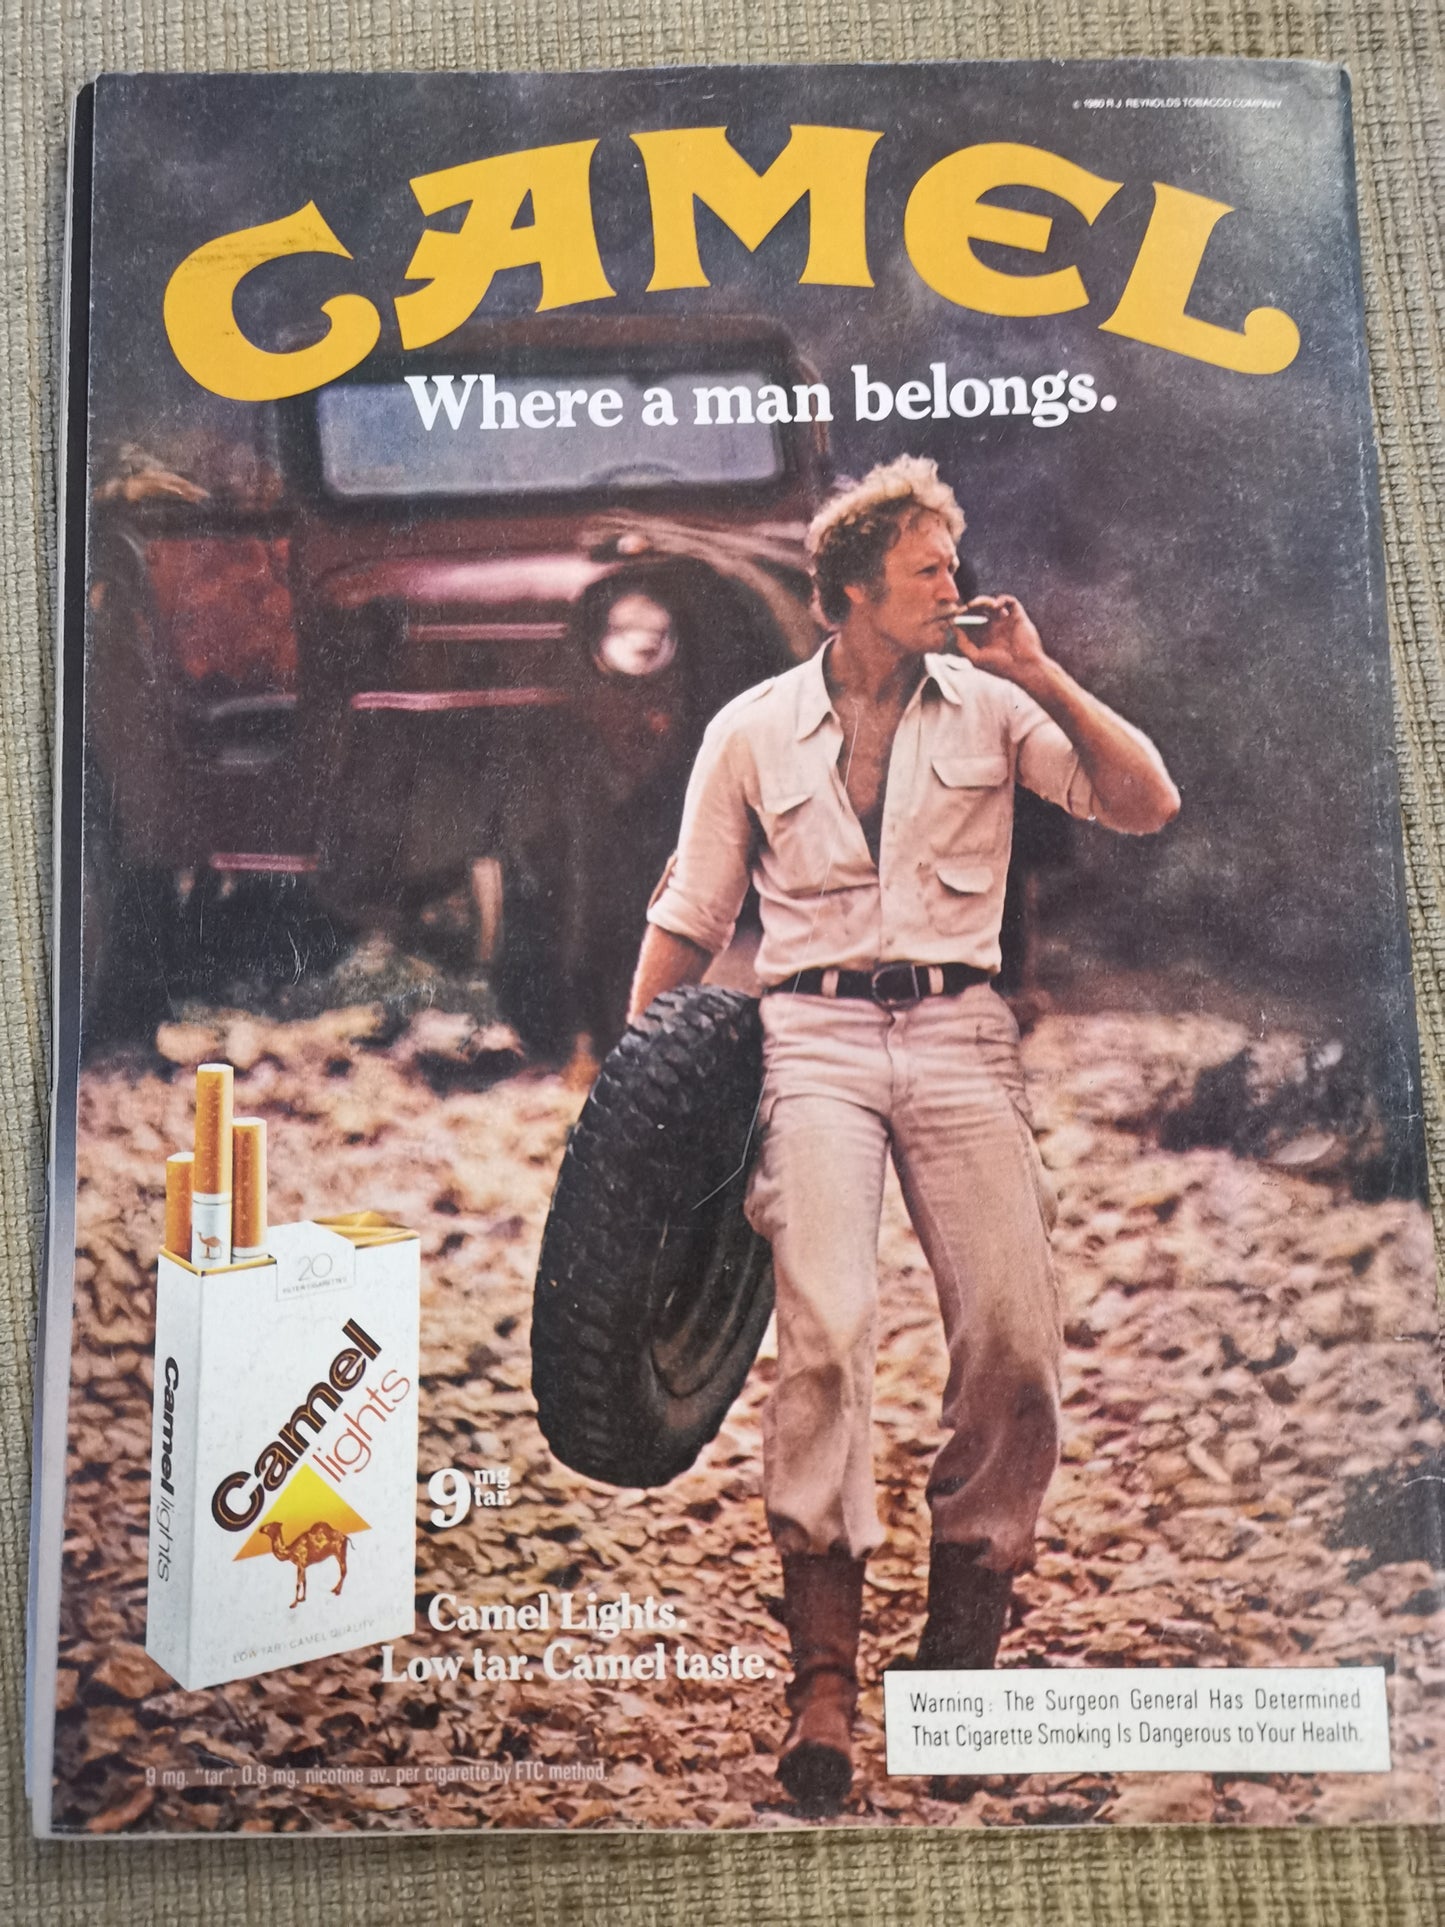 © 1980 R.J. REYNOLDS TOBACCO COMPANY
CAMEL
Where a man belongs.
20
FILTER CIGARETTES
Camel
lights
Camel lights
LOW TAR CAMEL QUALITY
9 mg
tar.
Camel Lights.
Low tar. Camel taste.
Warning: The Surgeon General Has Determined
That Cigarette Smoking Is Dangerous to Your Health.
9 mg. "tar", 0.8 mg. nicotine av. per cigarette by FTC method.